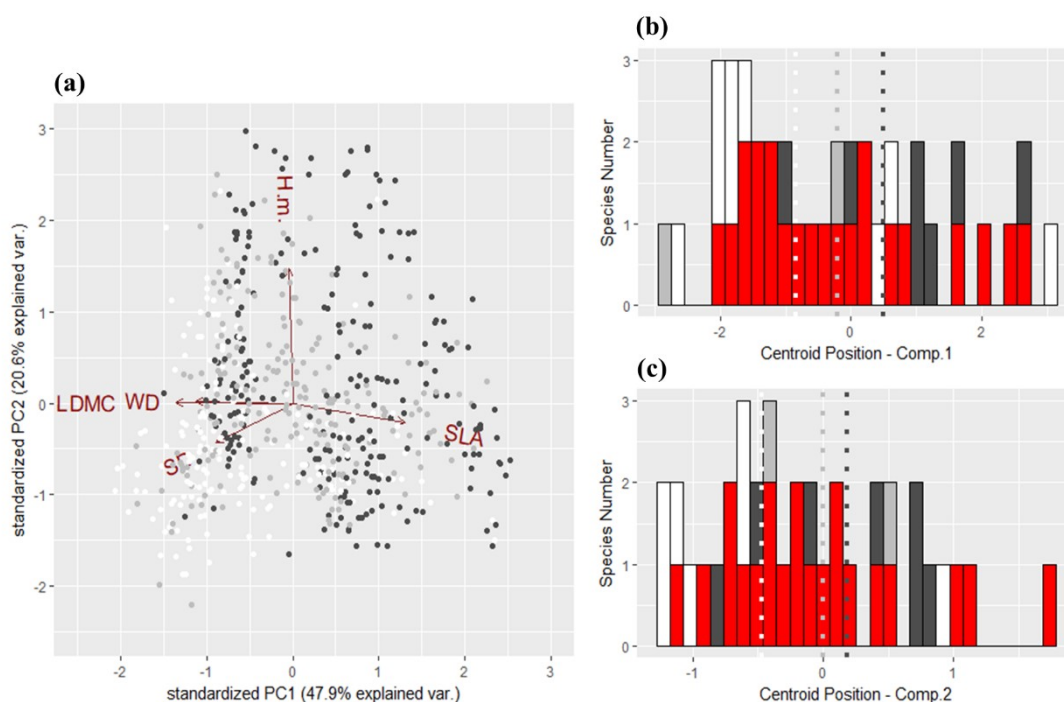 (a)
standardized PC2 (20.6% explained var.)
3
2
1
0
-1
-2
H.m.
LDMC WD
Sr.
SLA
-2 -1 0 1 2 3
standardized PC1 (47.9% explained var.)
(b)
Species Number
3
2
1
0
-2 0 2
Centroid Position - Comp.1
(c)
Species Number
3
2
1
0
-1 0 1
Centroid Position - Comp.2